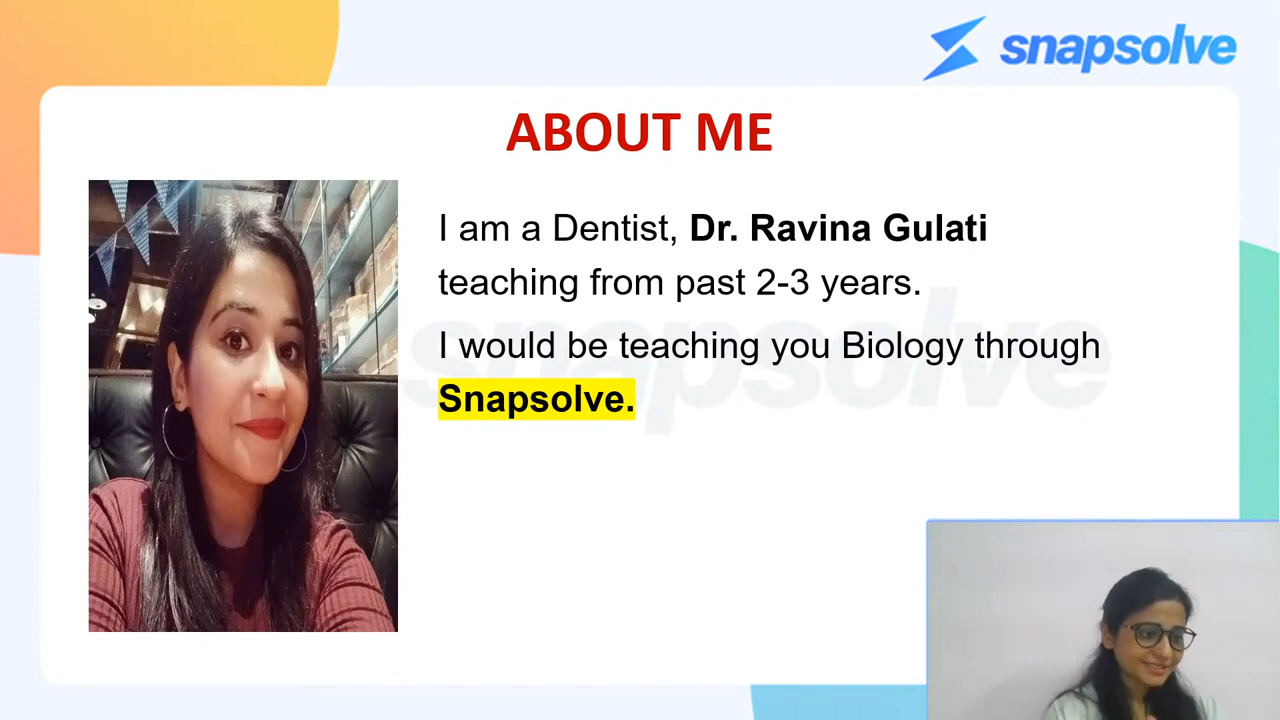 snapsolve
ABOUT ME
I am a Dentist, Dr. Ravina Gulati
teaching from past 2-3 years.
I would be teaching you Biology through
Snapsolve.
snapsolve